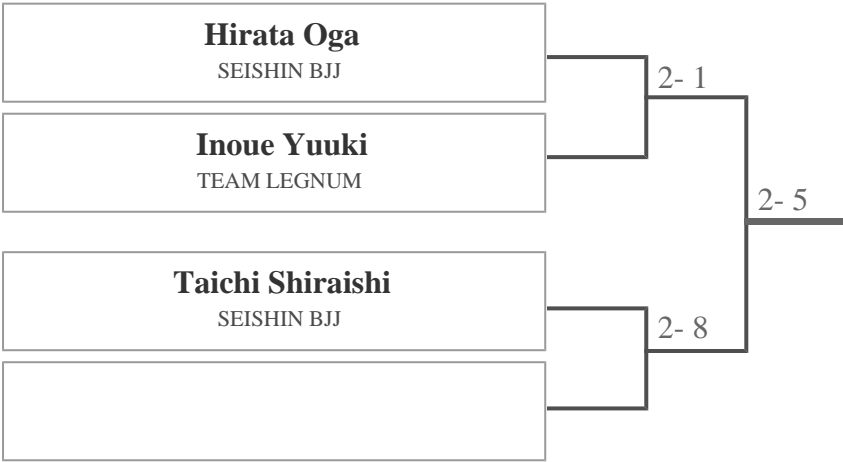 Hirata Oga
SEISHIN BJJ
2- 1
Inoue Yuuki
TEAM LEGNUM
2- 5
Taichi Shiraishi
SEISHIN BJJ
2- 8